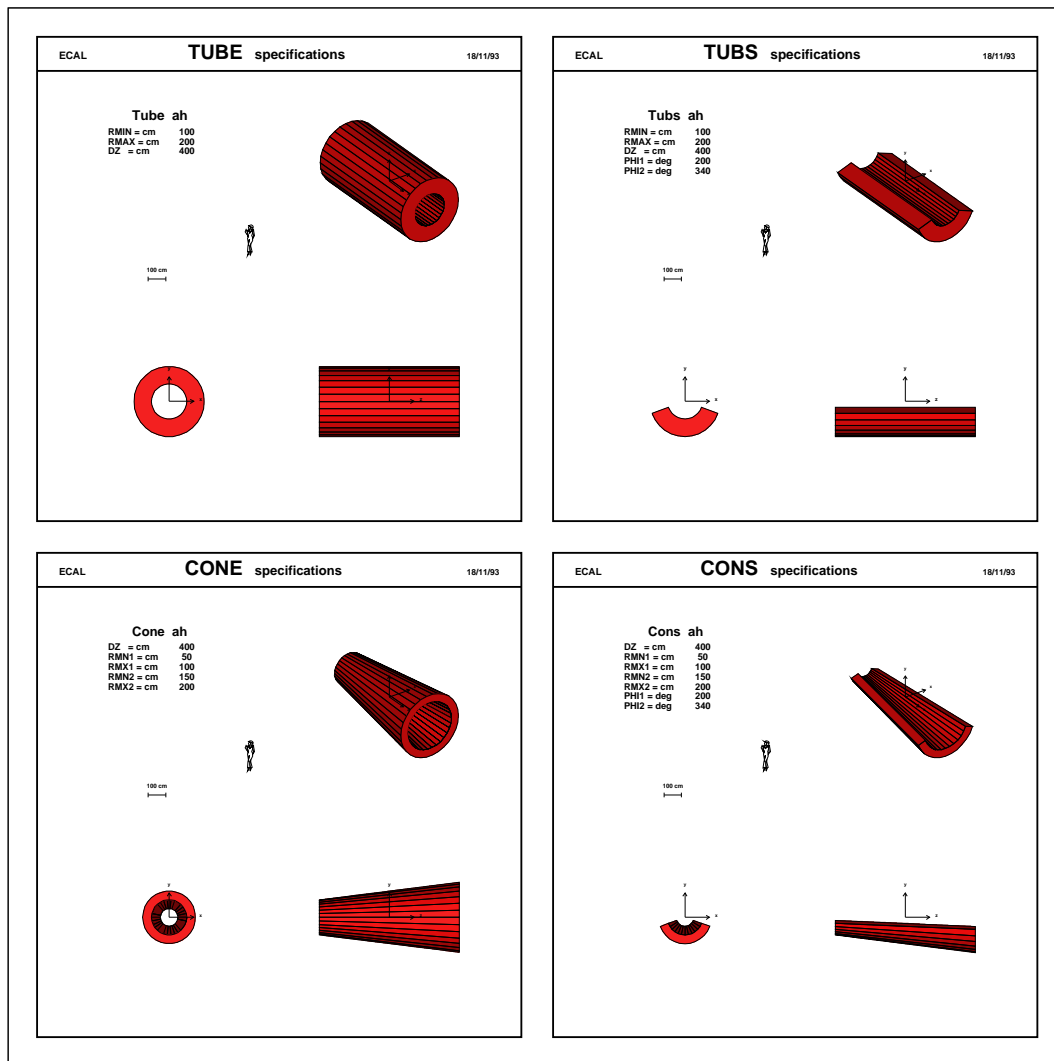 ECAL TUBE specifications 18/11/93
Tube ah
RMIN = cm 100
RMAX = cm 200
DZ = cm 400
100 cm
y
x
ECAL TUBS specifications 18/11/93
Tubs ah
RMIN = cm 100
RMAX = cm 200
DZ = cm 400
PHI1 = deg 200
PHI2 = deg 340
y
x
100 cm
y
x
y
z
ECAL CONE specifications 18/11/93
Cone ah
DZ = cm 400
RMN1 = cm 50
RMX1 = cm 100
RMN2 = cm 150
RMX2 = cm 200
100 cm
y
x
ECAL CONS specifications 18/11/93
Cons ah
DZ = cm 400
RMN1 = cm 50
RMX1 = cm 100
RMN2 = cm 150
RMX2 = cm 200
PHI1 = deg 200
PHI2 = deg 340
y
x
100 cm
y
x
y
z